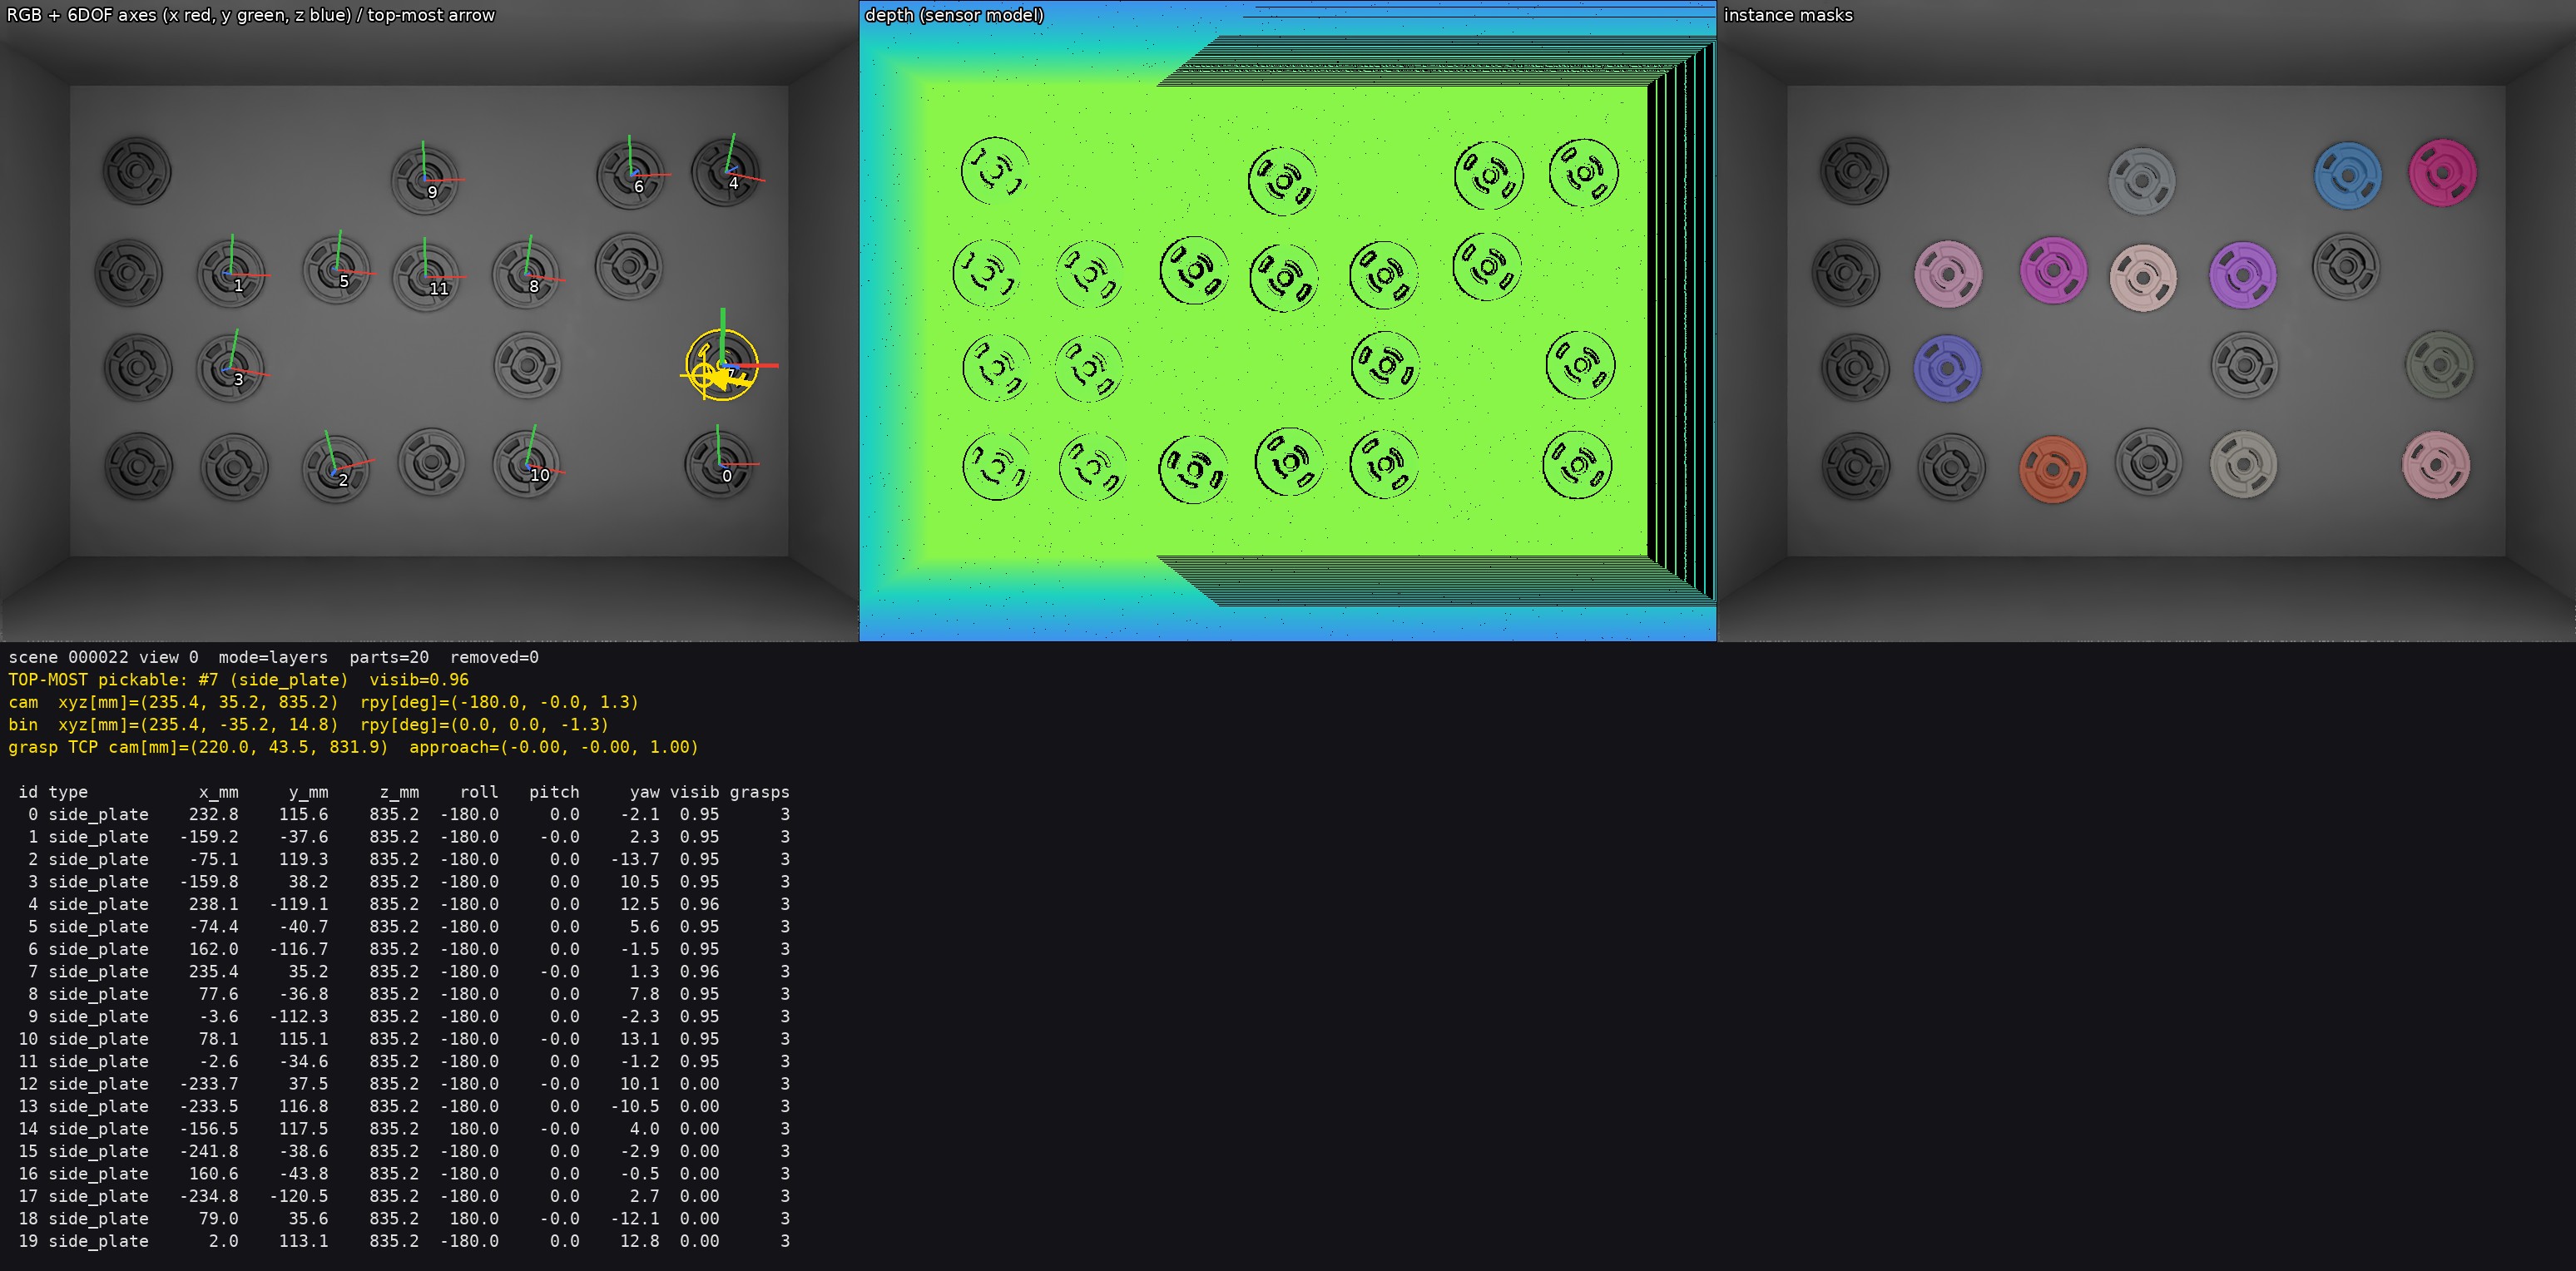 RGB + 6DOF axes (x red, y green, z blue) / top-most arrow
depth (sensor model)
instance masks
9
6
4
1
5
11
8
3
7
2
10
0
scene 000022 view 0  mode=layers  parts=20  removed=0
TOP-MOST pickable: #7 (side_plate)  visib=0.96
cam  xyz[mm]=(235.4, 35.2, 835.2)  rpy[deg]=(-180.0, -0.0, 1.3)
bin  xyz[mm]=(235.4, -35.2, 14.8)  rpy[deg]=(0.0, 0.0, -1.3)
grasp TCP cam[mm]=(220.0, 43.5, 831.9)  approach=(-0.00, -0.00, 1.00)
id type x_mm y_mm z_mm roll pitch yaw visib grasps
0 side_plate 232.8 115.6 835.2 -180.0 0.0 -2.1 0.95 3
1 side_plate -159.2 -37.6 835.2 -180.0 -0.0 2.3 0.95 3
2 side_plate -75.1 119.3 835.2 -180.0 0.0 -13.7 0.95 3
3 side_plate -159.8 38.2 835.2 -180.0 0.0 10.5 0.95 3
4 side_plate 238.1 -119.1 835.2 -180.0 0.0 12.5 0.96 3
5 side_plate -74.4 -40.7 835.2 -180.0 0.0 5.6 0.95 3
6 side_plate 162.0 -116.7 835.2 -180.0 0.0 -1.5 0.95 3
7 side_plate 235.4 35.2 835.2 -180.0 -0.0 1.3 0.96 3
8 side_plate 77.6 -36.8 835.2 -180.0 0.0 7.8 0.95 3
9 side_plate -3.6 -112.3 835.2 -180.0 0.0 -2.3 0.95 3
10 side_plate 78.1 115.1 835.2 -180.0 -0.0 13.1 0.95 3
11 side_plate -2.6 -34.6 835.2 -180.0 0.0 -1.2 0.95 3
12 side_plate -233.7 37.5 835.2 -180.0 -0.0 10.1 0.00 3
13 side_plate -233.5 116.8 835.2 -180.0 0.0 -10.5 0.00 3
14 side_plate -156.5 117.5 835.2 180.0 -0.0 4.0 0.00 3
15 side_plate -241.8 -38.6 835.2 -180.0 0.0 -2.9 0.00 3
16 side_plate 160.6 -43.8 835.2 -180.0 0.0 -0.5 0.00 3
17 side_plate -234.8 -120.5 835.2 -180.0 0.0 2.7 0.00 3
18 side_plate 79.0 35.6 835.2 180.0 -0.0 -12.1 0.00 3
19 side_plate 2.0 113.1 835.2 -180.0 0.0 12.8 0.00 3